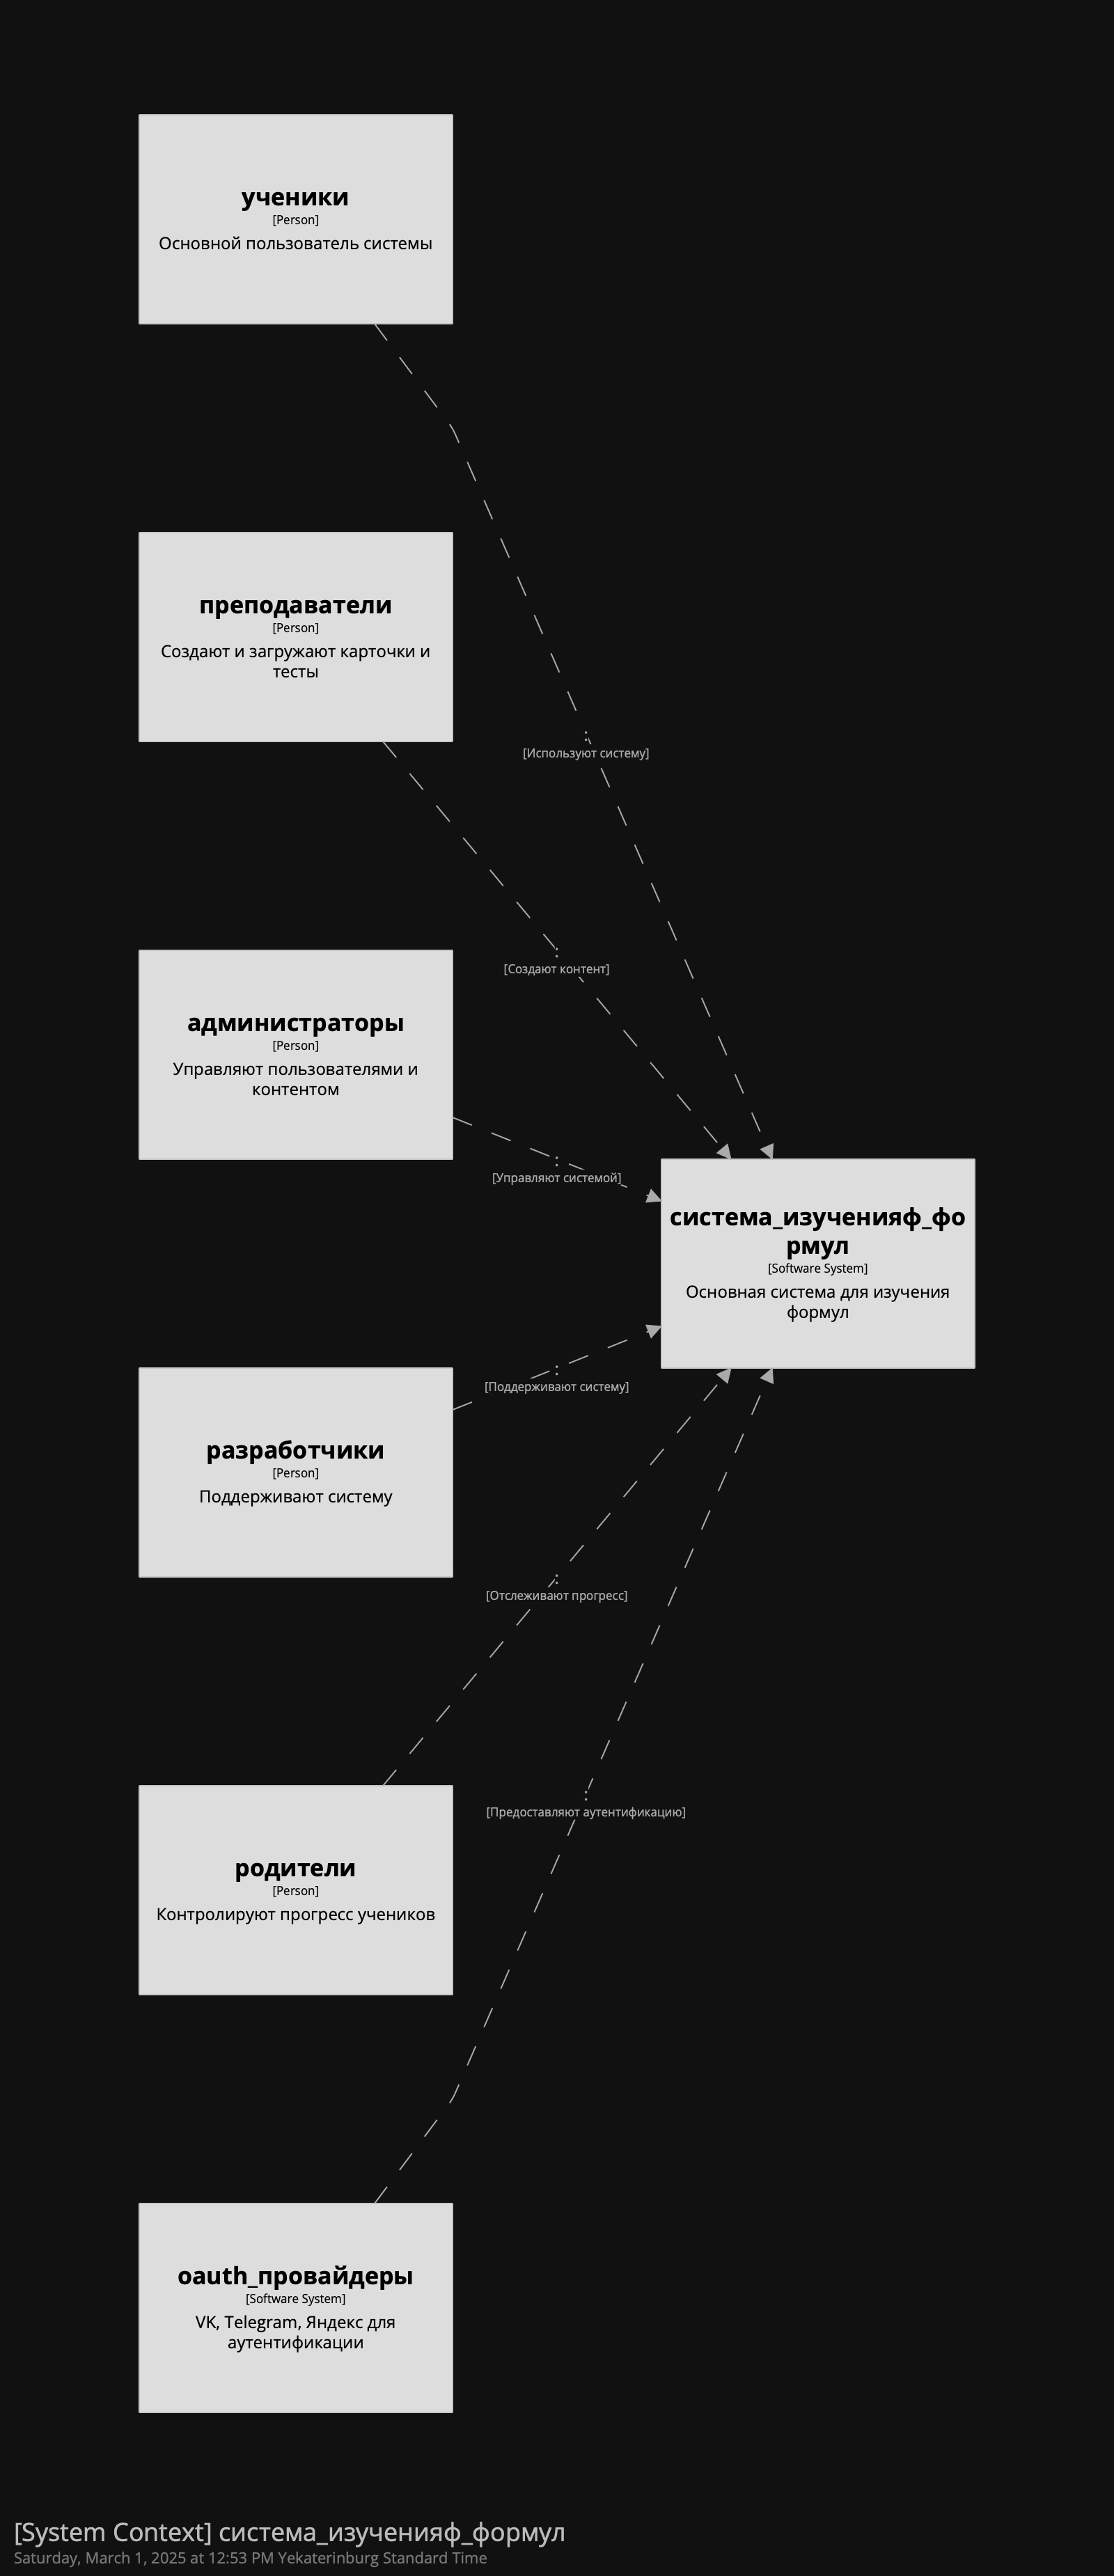 ученики
[Person]
Основной пользователь системы
преподаватели
[Person]
Создают и загружают карточки и
тесты
:
[Используют систему]
:
[Создают контент]
администраторы
[Person]
Управляют пользователями и
контентом
:
[Управляют системой]
система_изученияф_фо
рмул
[Software System]
Основная система для изучения
формул
:
[Поддерживают систему]
разработчики
[Person]
Поддерживают систему
:
[Отслеживают прогресс]
:
[Предоставляют аутентификацию]
родители
[Person]
Контролируют прогресс учеников
oauth_провайдеры
[Software System]
VK, Telegram, Яндекс для
аутентификации
[System Context] система_изученияф_формул
Saturday, March 1, 2025 at 12:53 PM Yekaterinburg Standard Time